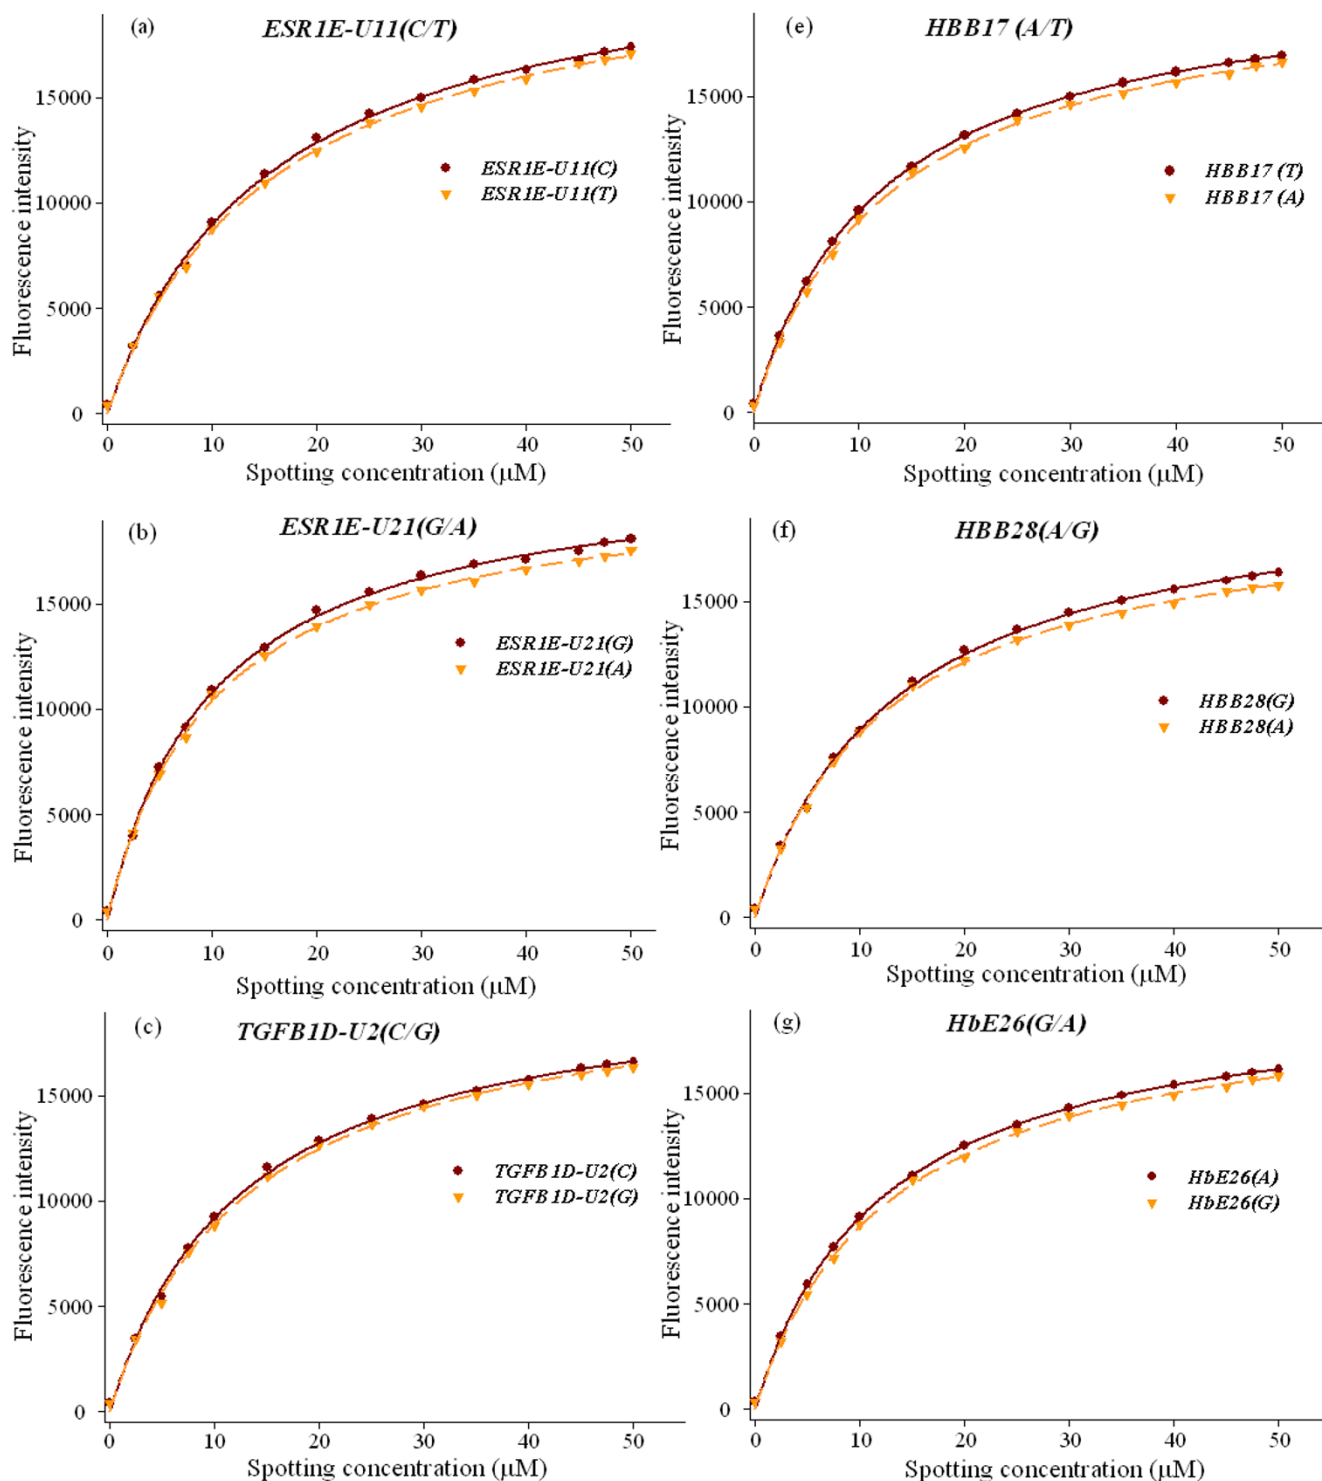 (a) ESR1E-U11(C/T)
15000
10000
5000
0
Fluorescence intensity
ESR1E-U11(C)
ESR1E-U11(T)
0 10 20 30 40 50
Spotting concentration (μM)
(e) HBB17 (A/T)
15000
10000
5000
0
Fluorescence intensity
HBB17 (T)
HBB17 (A)
0 10 20 30 40 50
Spotting concentration (μM)
(b) ESR1E-U21(G/A)
15000
10000
5000
0
Fluorescence intensity
ESR1E-U21(G)
ESR1E-U21(A)
0 10 20 30 40 50
Spotting concentration (μM)
(f) HBB28(A/G)
15000
10000
5000
0
Fluorescence intensity
HBB28(G)
HBB28(A)
0 10 20 30 40 50
Spotting concentration (μM)
(c) TGFB1D-U2(C/G)
15000
10000
5000
0
Fluorescence intensity
TGFB1D-U2(C)
TGFB1D-U2(G)
0 10 20 30 40 50
Spotting concentration (μM)
(g) HbE26(G/A)
15000
10000
5000
0
Fluorescence intensity
HbE26(A)
HbE26(G)
0 10 20 30 40 50
Spotting concentration (μM)